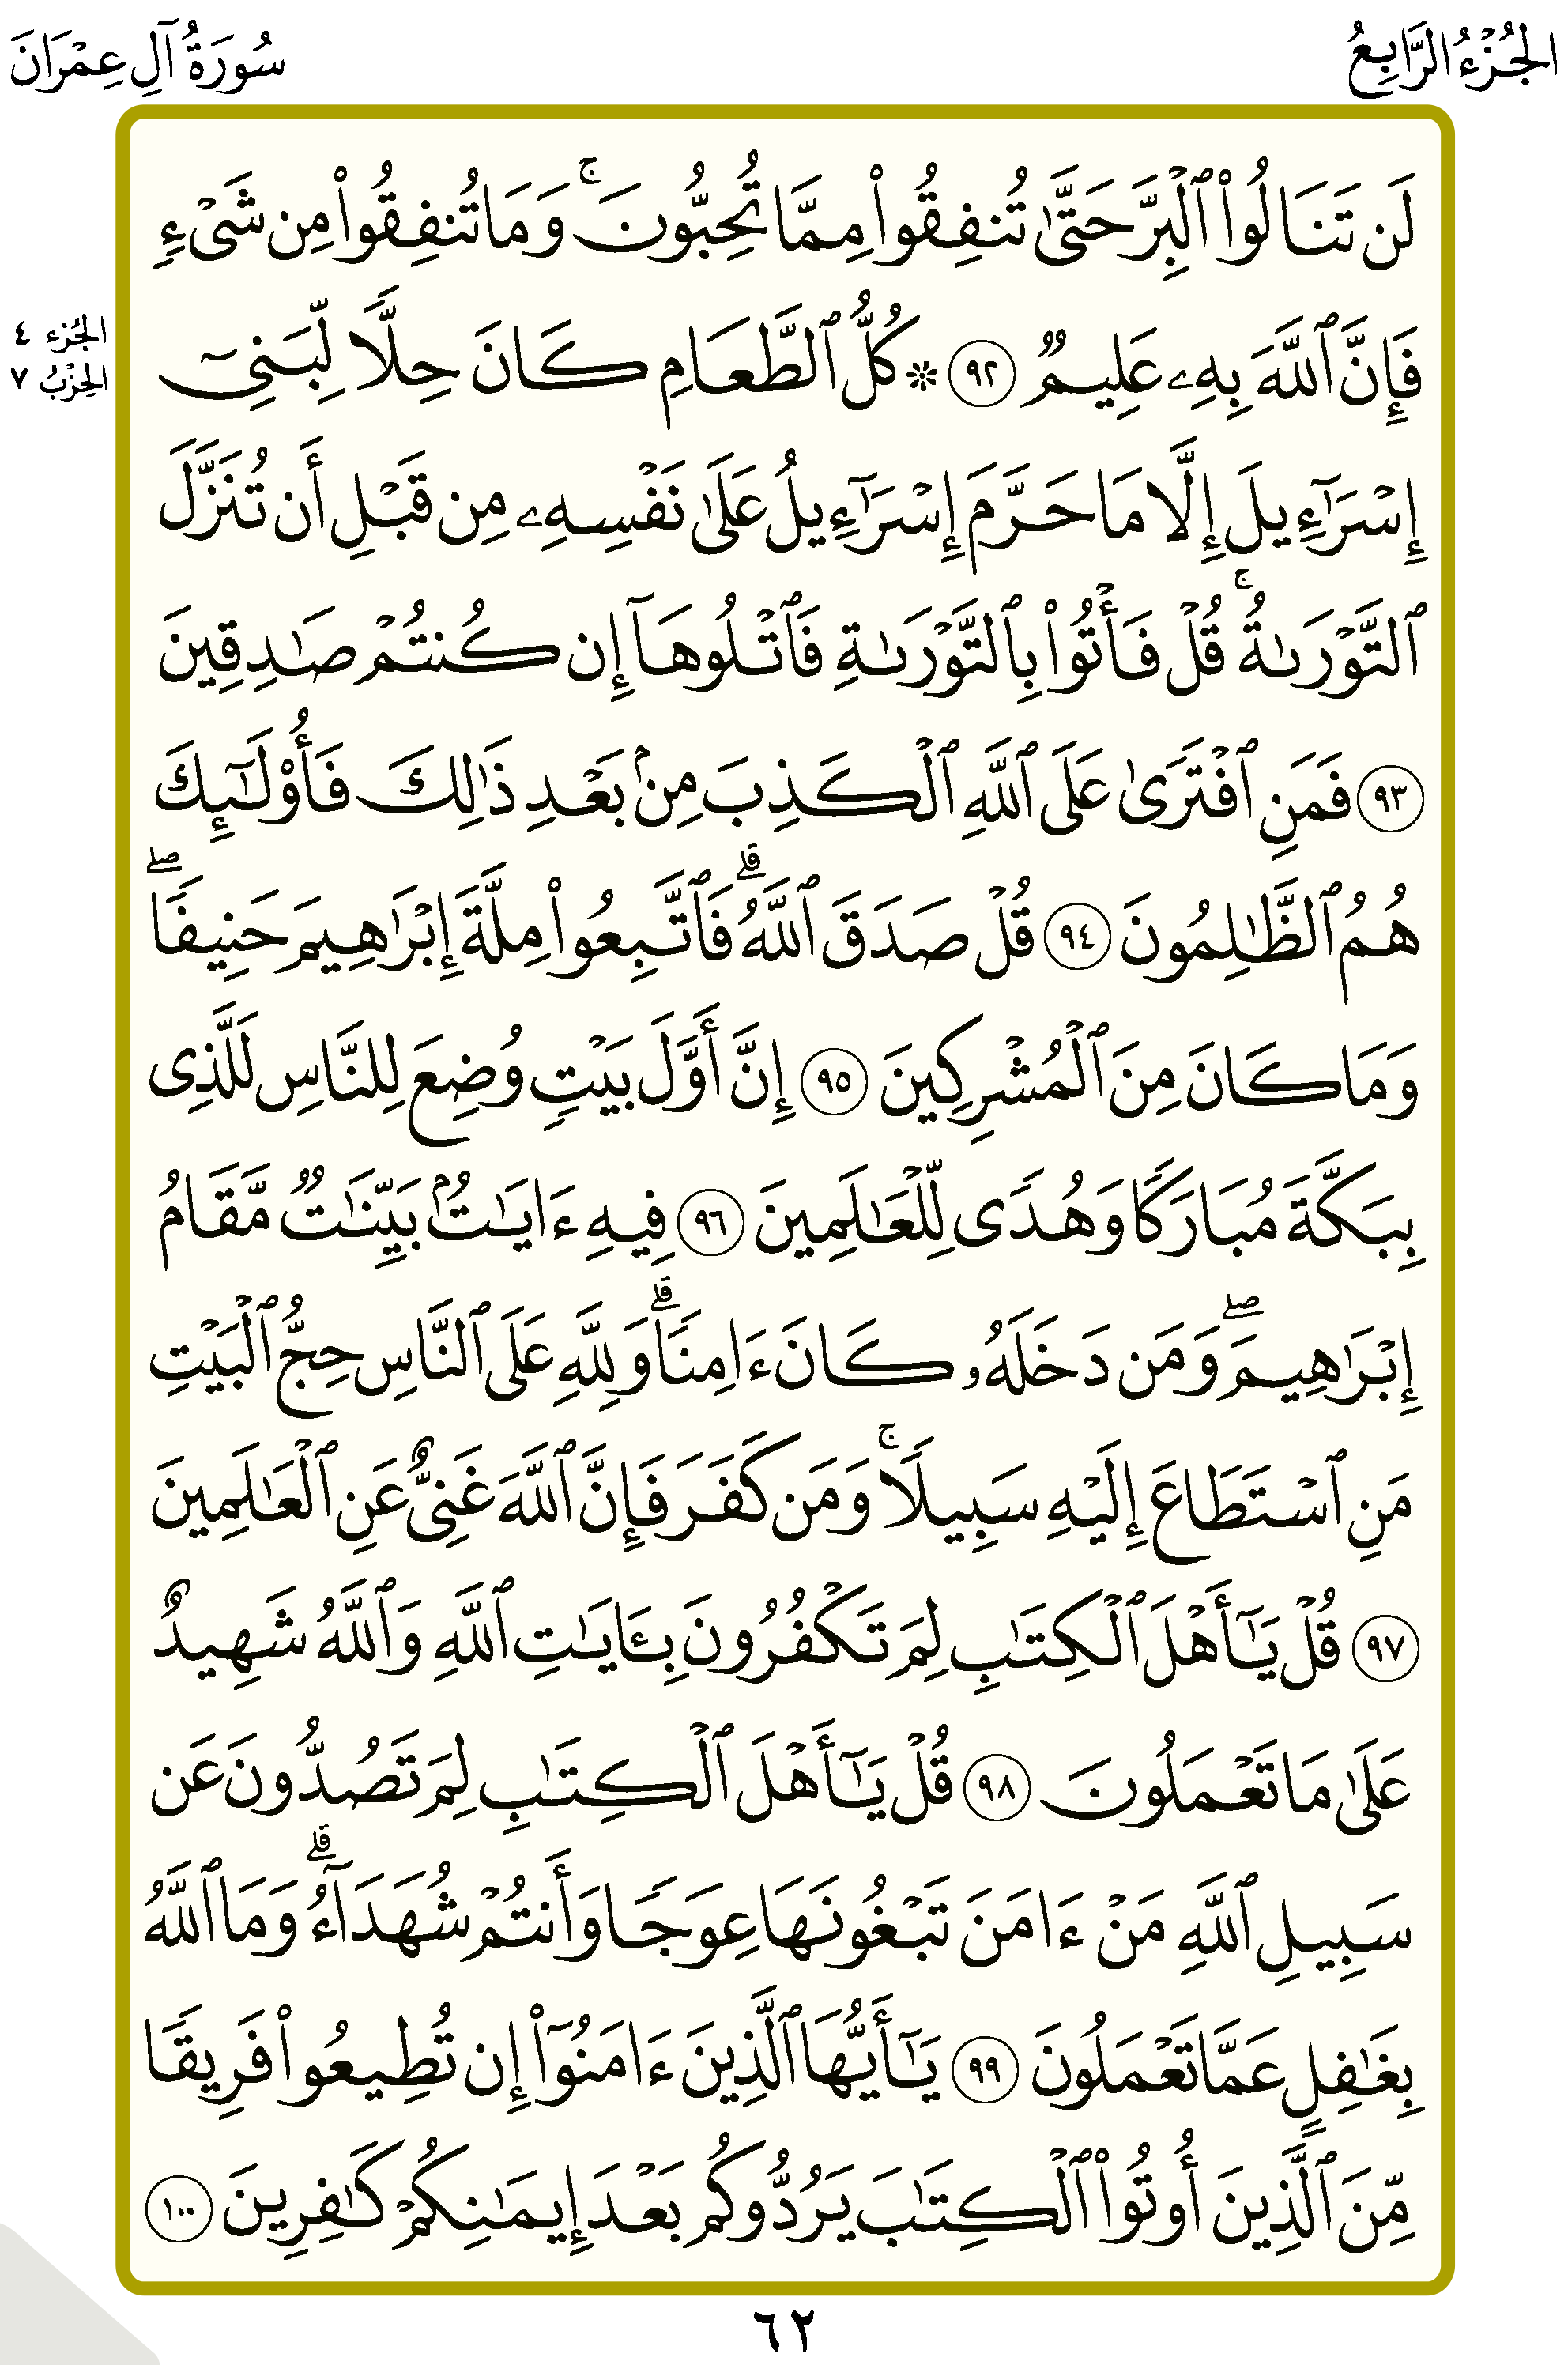 الجُزْءُ الرَّابِعُ
سُورَةُ آلِ عِمْرَانَ
لَن تَنَالُوا۟ ٱلْبِرَّ حَتَّىٰ تُنفِقُوا۟ مِمَّا تُحِبُّونَ ۚ وَمَا تُنفِقُوا۟ مِن شَىْءٍ
فَإِنَّ ٱللَّهَ بِهِۦ عَلِيمٌ ٩٢ ۞ كُلُّ ٱلطَّعَامِ كَانَ حِلًّا لِّبَنِىٓ
الجُزء ٤
الحِزْبُ ٧
إِسْرَٰٓءِيلَ إِلَّا مَا حَرَّمَ إِسْرَٰٓءِيلُ عَلَىٰ نَفْسِهِۦ مِن قَبْلِ أَن تُنَزَّلَ
ٱلتَّوْرَىٰةُ ۚ قُلْ فَأْتُوا۟ بِٱلتَّوْرَىٰةِ فَٱتْلُوهَآ إِن كُنتُمْ صَـٰدِقِينَ
٩٣ فَمَنِ ٱفْتَرَىٰ عَلَى ٱللَّهِ ٱلْكَذِبَ مِنۢ بَعْدِ ذَٰلِكَ فَأُو۟لَـٰٓئِكَ
هُمُ ٱلظَّـٰلِمُونَ ٩٤ قُلْ صَدَقَ ٱللَّهُ ۗ فَٱتَّبِعُوا۟ مِلَّةَ إِبْرَٰهِيمَ حَنِيفًا ۖ
وَمَا كَانَ مِنَ ٱلْمُشْرِكِينَ ٩٥ إِنَّ أَوَّلَ بَيْتٍ وُضِعَ لِلنَّاسِ لَلَّذِى
بِبَكَّةَ مُبَارَكًا وَهُدًى لِّلْعَـٰلَمِينَ ٩٦ فِيهِ ءَايَـٰتٌۢ بَيِّنَـٰتٌ مَّقَامُ
إِبْرَٰهِيمَ ۖ وَمَن دَخَلَهُۥ كَانَ ءَامِنًا ۗ وَلِلَّهِ عَلَى ٱلنَّاسِ حِجُّ ٱلْبَيْتِ
مَنِ ٱسْتَطَاعَ إِلَيْهِ سَبِيلًا ۚ وَمَن كَفَرَ فَإِنَّ ٱللَّهَ غَنِىٌّ عَنِ ٱلْعَـٰلَمِينَ
٩٧ قُلْ يَـٰٓأَهْلَ ٱلْكِتَـٰبِ لِمَ تَكْفُرُونَ بِـَٔايَـٰتِ ٱللَّهِ وَٱللَّهُ شَهِيدٌ
عَلَىٰ مَا تَعْمَلُونَ ٩٨ قُلْ يَـٰٓأَهْلَ ٱلْكِتَـٰبِ لِمَ تَصُدُّونَ عَن
سَبِيلِ ٱللَّهِ مَنْ ءَامَنَ تَبْغُونَهَا عِوَجًا وَأَنتُمْ شُهَدَآءُ ۗ وَمَا ٱللَّهُ
بِغَـٰفِلٍ عَمَّا تَعْمَلُونَ ٩٩ يَـٰٓأَيُّهَا ٱلَّذِينَ ءَامَنُوٓا۟ إِن تُطِيعُوا۟ فَرِيقًا
مِّنَ ٱلَّذِينَ أُوتُوا۟ ٱلْكِتَـٰبَ يَرُدُّوكُم بَعْدَ إِيمَـٰنِكُمْ كَـٰفِرِينَ ١٠٠
٦٢